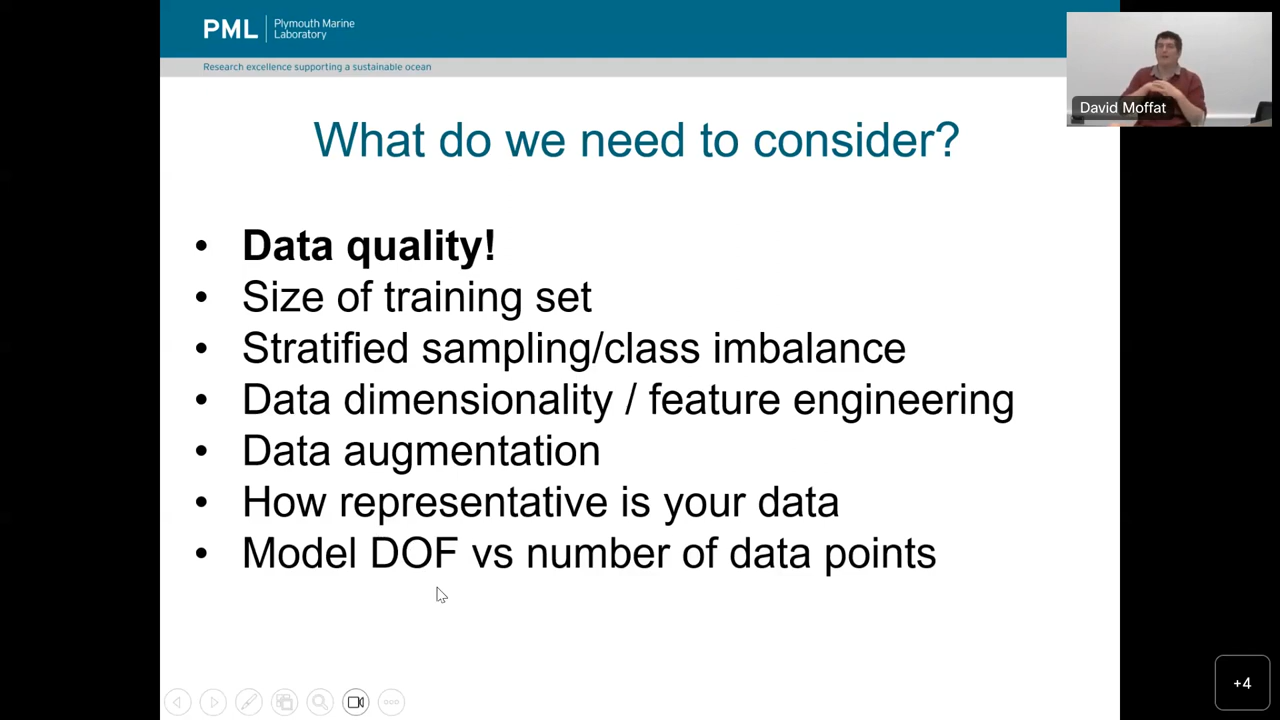 PML
Plymouth Marine
Laboratory
Research excellence supporting a sustainable ocean
David Moffat
What do we need to consider?
• Data quality!
• Size of training set
• Stratified sampling/class imbalance
• Data dimensionality / feature engineering
• Data augmentation
• How representative is your data
• Model DOF vs number of data points
+4